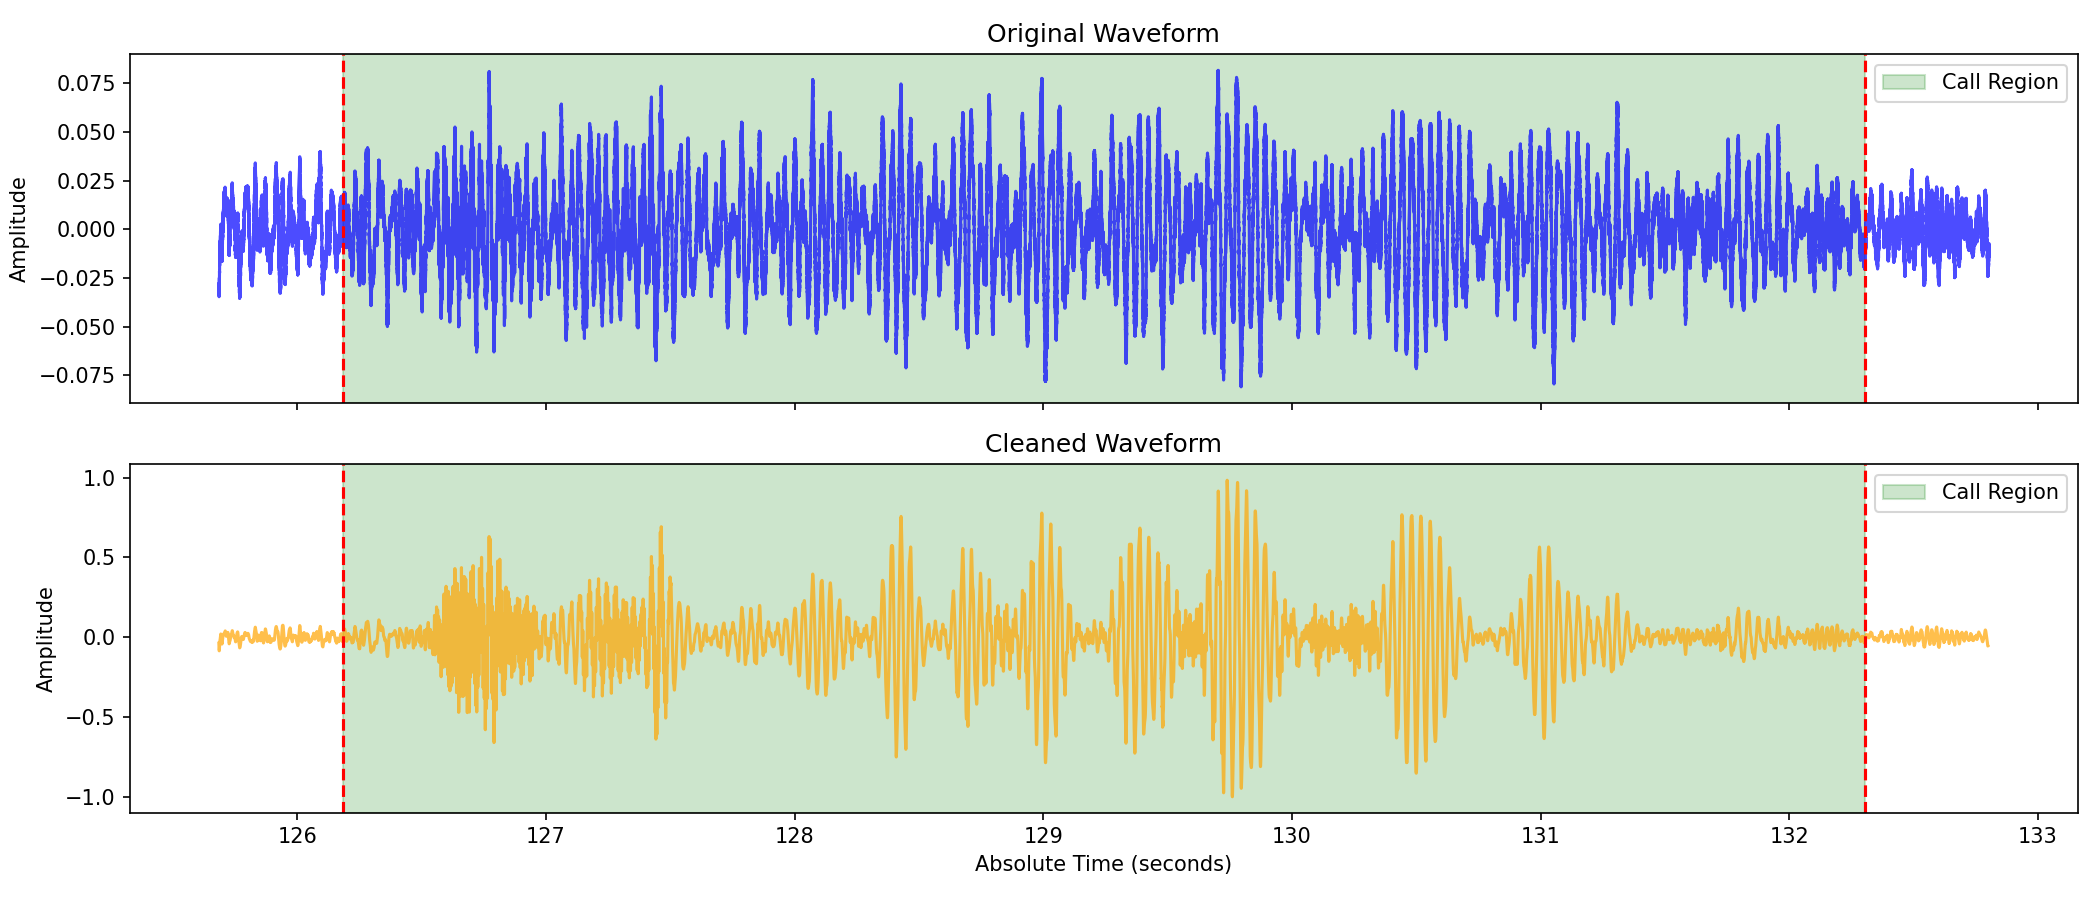 Original Waveform
Amplitude
0.075
0.050
0.025
0.000
−0.025
−0.050
−0.075
Call Region
Cleaned Waveform
Amplitude
1.0
0.5
0.0
−0.5
−1.0
Call Region
126 127 128 129 130 131 132 133
Absolute Time (seconds)